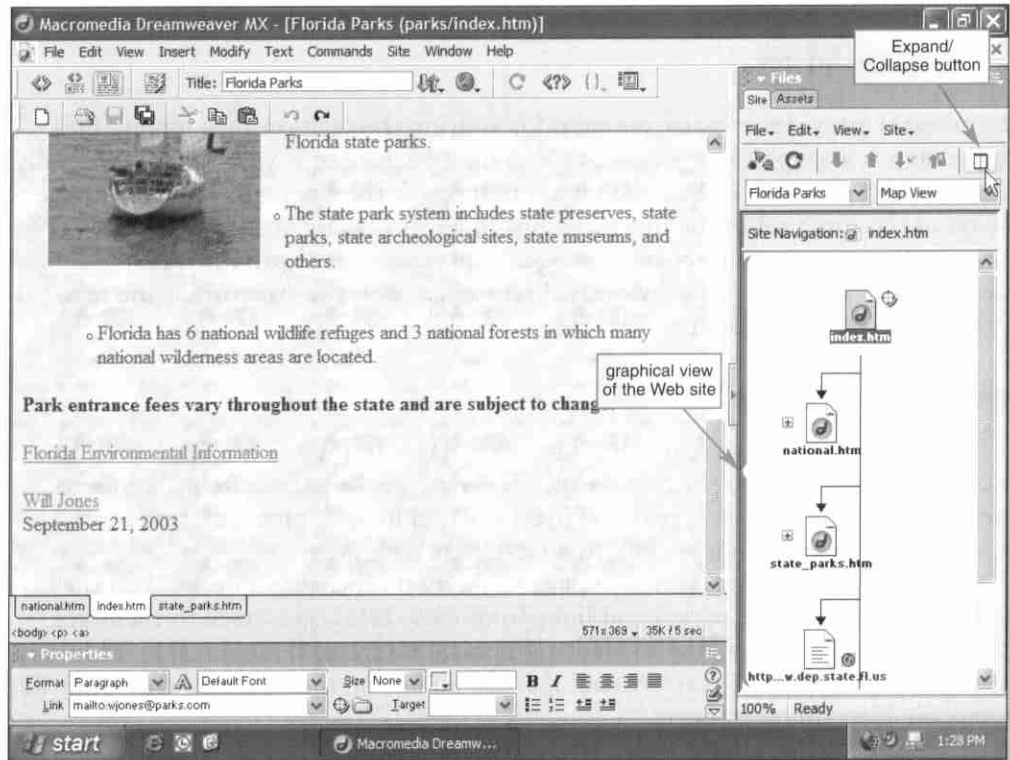 Macromedia Dreamweaver MX - [Florida Parks (parks/index.htm)]
File Edit View Insert Modify Text Commands Site Window Help
Expand/
Collapse button
Title: Florida Parks
Files
Site Assets
File Edit View Site
Florida Parks Map View
Site Navigation: index.htm
Florida state parks.
The state park system includes state preserves, state
parks, state archeological sites, state museums, and
others.
Florida has 6 national wildlife refuges and 3 national forests in which many
national wilderness areas are located.
Park entrance fees vary throughout the state and are subject to chang
Florida Environmental Information
Will Jones
September 21, 2003
graphical view
of the Web site
index.htm
national.htm
state_parks.htm
http...w.dep.state.fl.us
national.htm index.htm state_parks.htm
<body> <p> <a> 571 x 369 35K / 5 sec
Properties
Format Paragraph Default Font Size None B I
Link mailto:wjones@parks.com Target
100% Ready
start Macromedia Dreamw... 1:28 PM